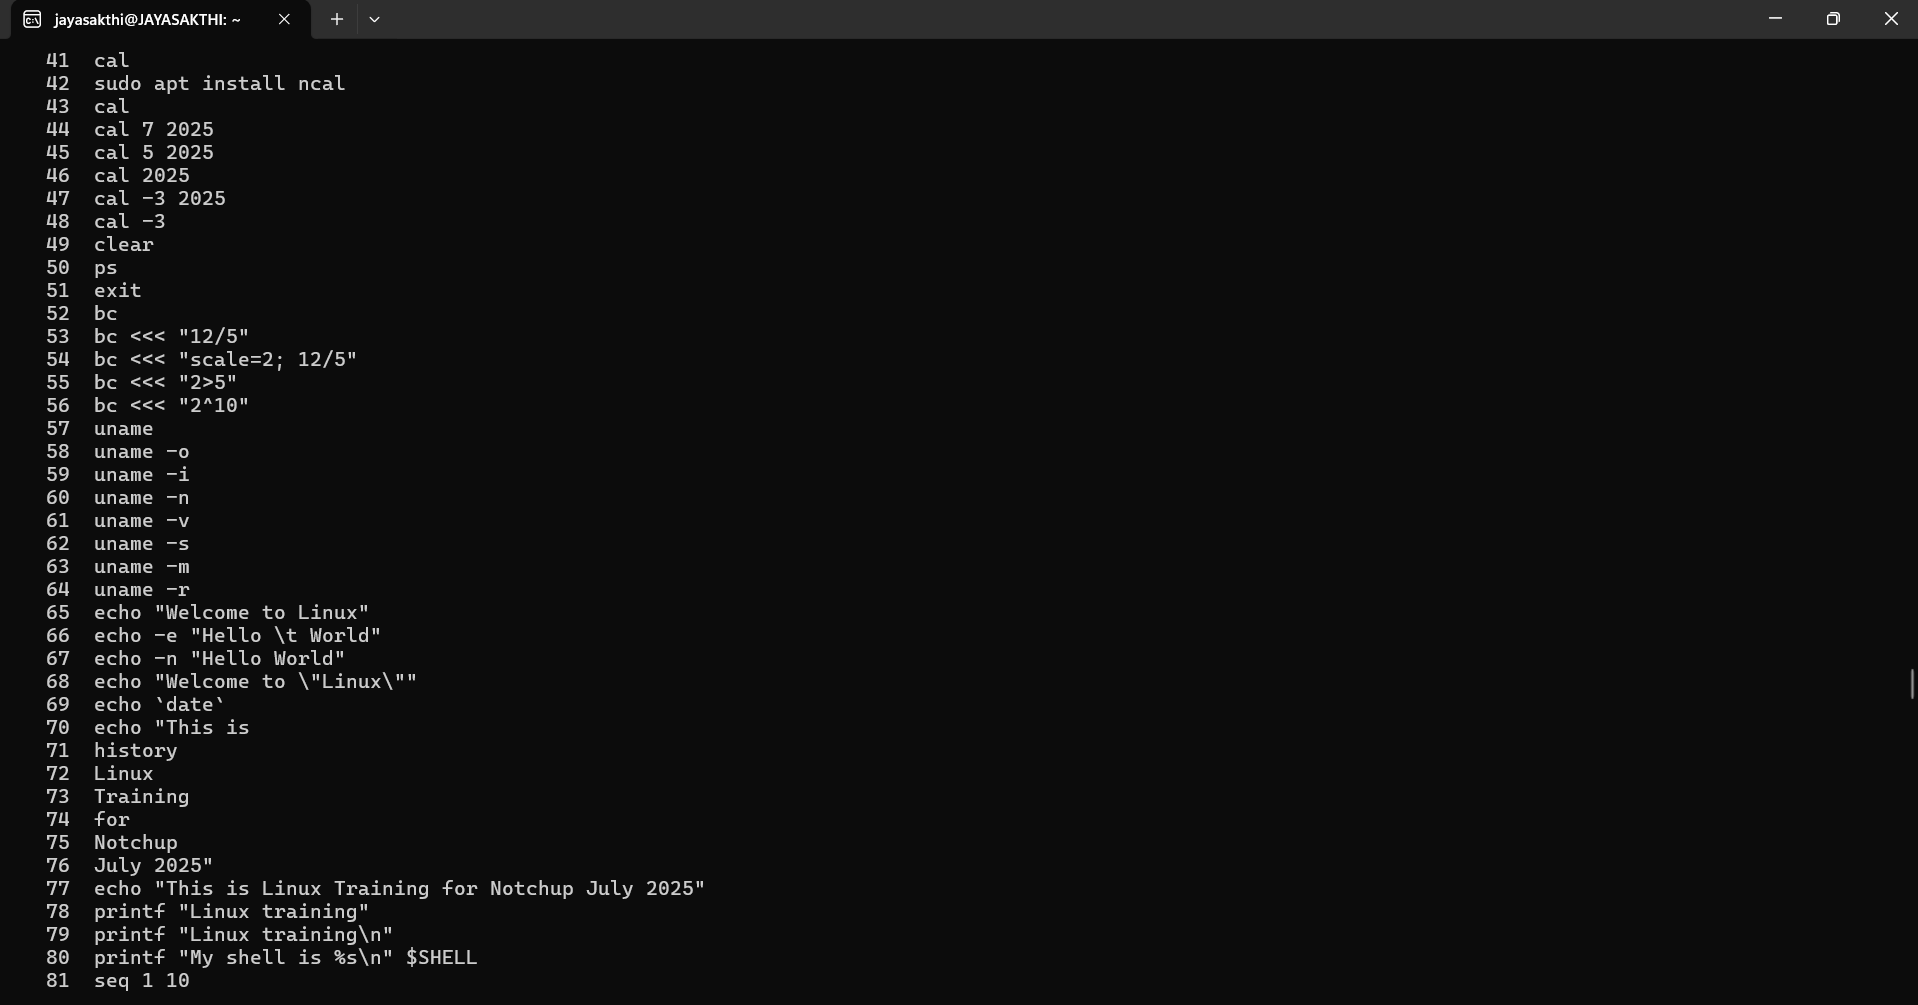 jayasakthi@JAYASAKTHI: ~
41 cal
42 sudo apt install ncal
43 cal
44 cal 7 2025
45 cal 5 2025
46 cal 2025
47 cal -3 2025
48 cal -3
49 clear
50 ps
51 exit
52 bc
53 bc <<< "12/5"
54 bc <<< "scale=2; 12/5"
55 bc <<< "2>5"
56 bc <<< "2^10"
57 uname
58 uname -o
59 uname -i
60 uname -n
61 uname -v
62 uname -s
63 uname -m
64 uname -r
65 echo "Welcome to Linux"
66 echo -e "Hello \t World"
67 echo -n "Hello World"
68 echo "Welcome to \"Linux\""
69 echo `date`
70 echo "This is
71 history
72 Linux
73 Training
74 for
75 Notchup
76 July 2025"
77 echo "This is Linux Training for Notchup July 2025"
78 printf "Linux training"
79 printf "Linux training\n"
80 printf "My shell is %s\n" $SHELL
81 seq 1 10